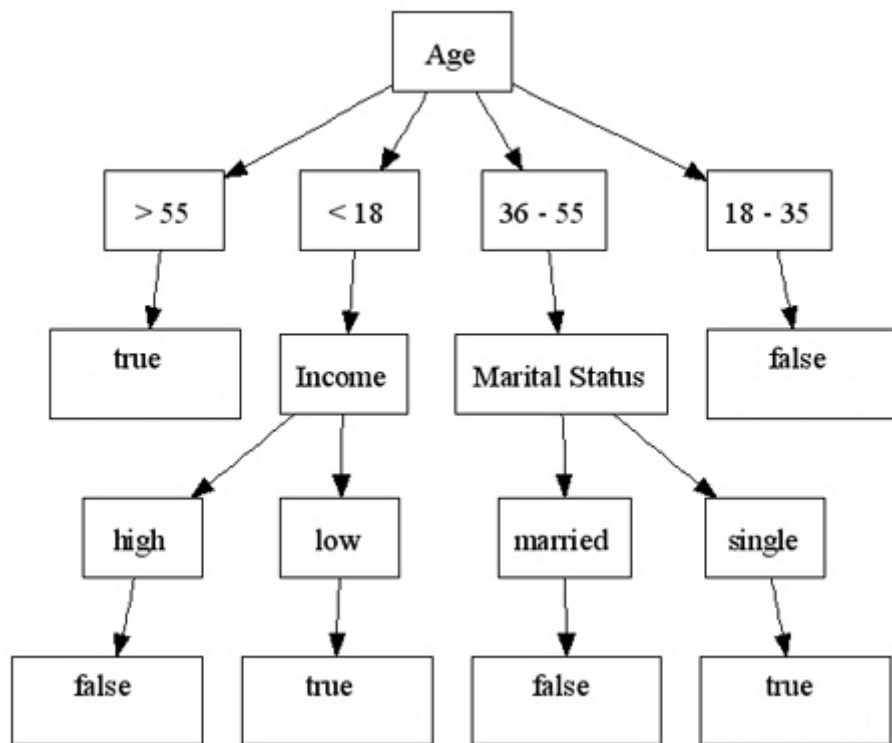 Age
> 55
< 18
36 - 55
18 - 35
true
Income
Marital Status
false
high
low
married
single
false
true
false
true